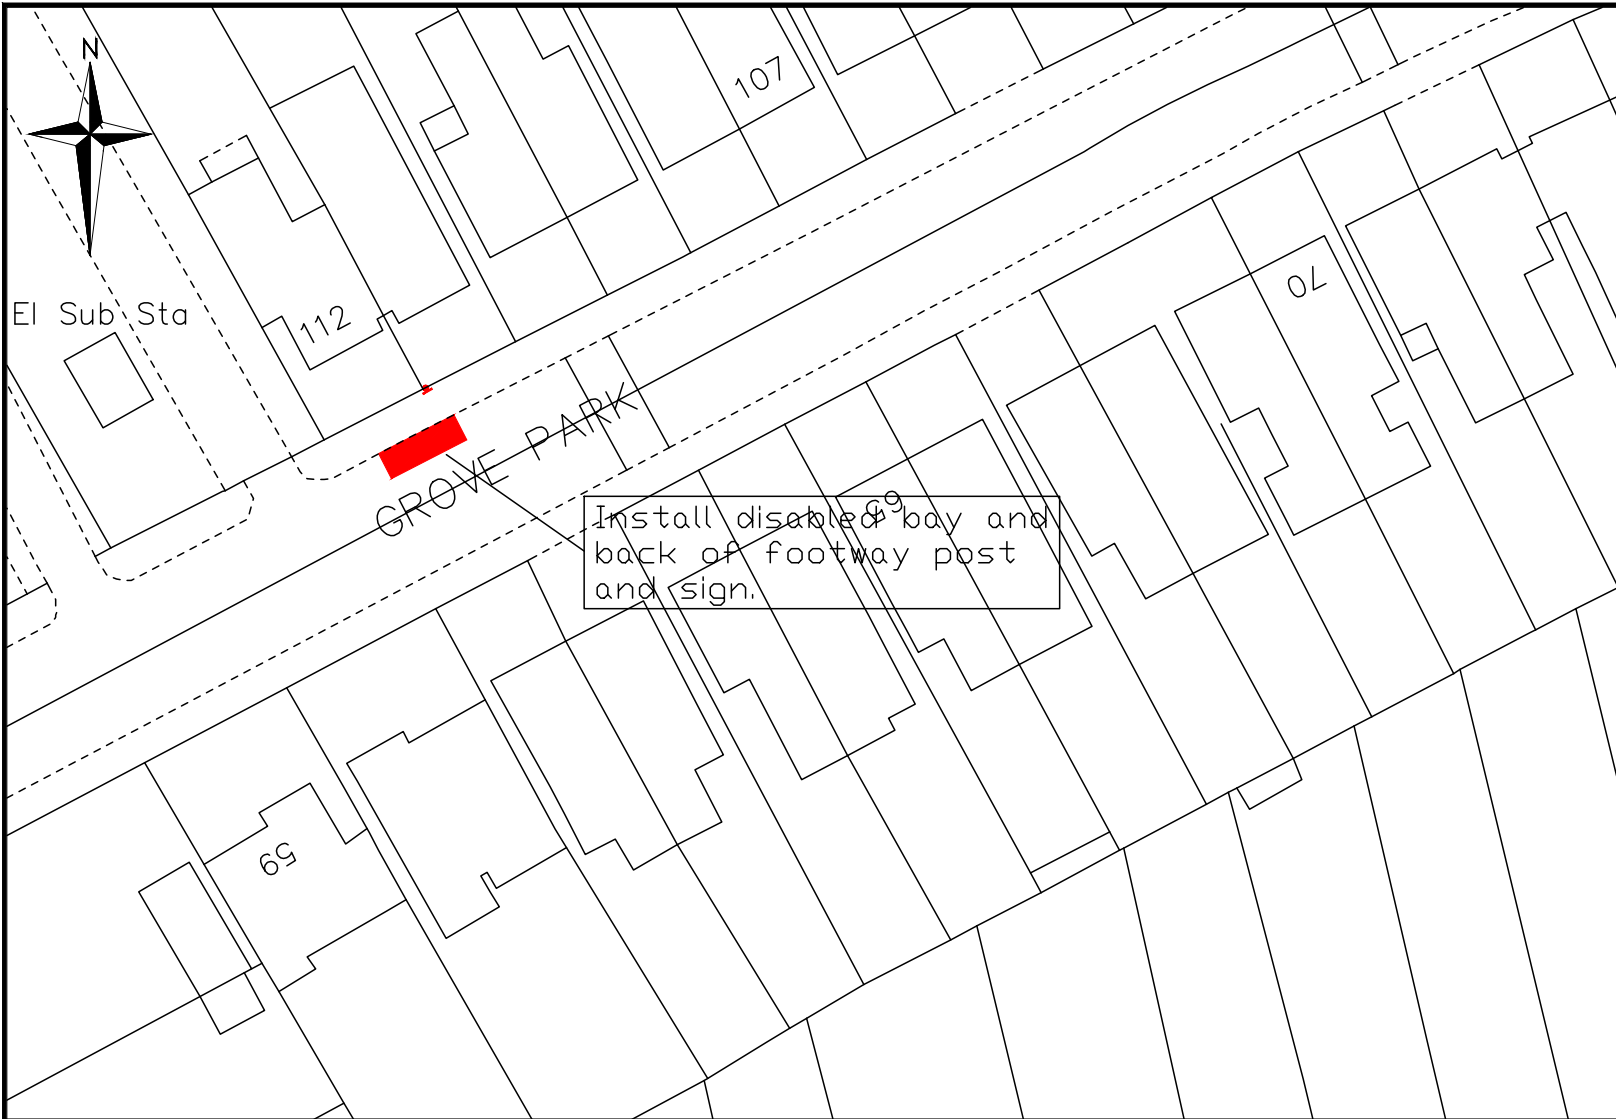 N
107
El Sub Sta
112
70
GROVE PARK
65
Install disabled bay and
back of footway post
and sign.
59